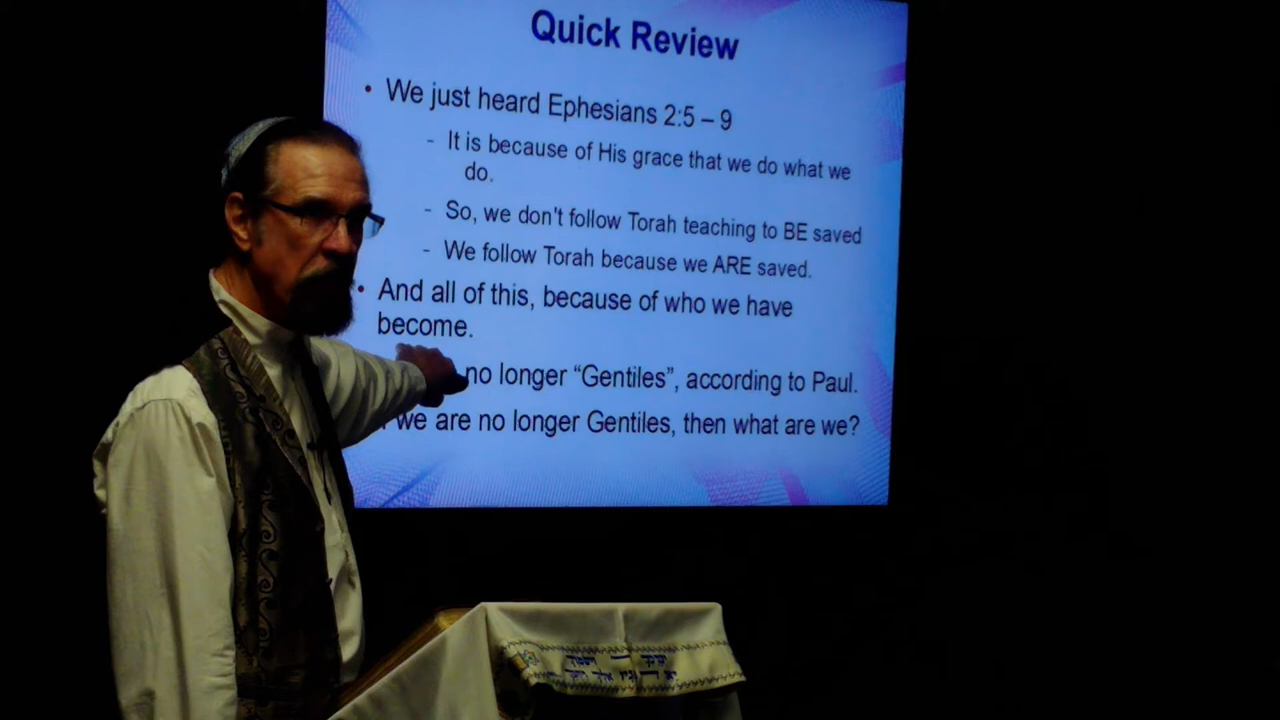 Quick Review
• We just heard Ephesians 2:5 – 9
- It is because of His grace that we do what we
do.
- So, we don't follow Torah teaching to BE saved
- We follow Torah because we ARE saved.
• And all of this, because of who we have
become.
no longer “Gentiles”, according to Paul.
we are no longer Gentiles, then what are we?